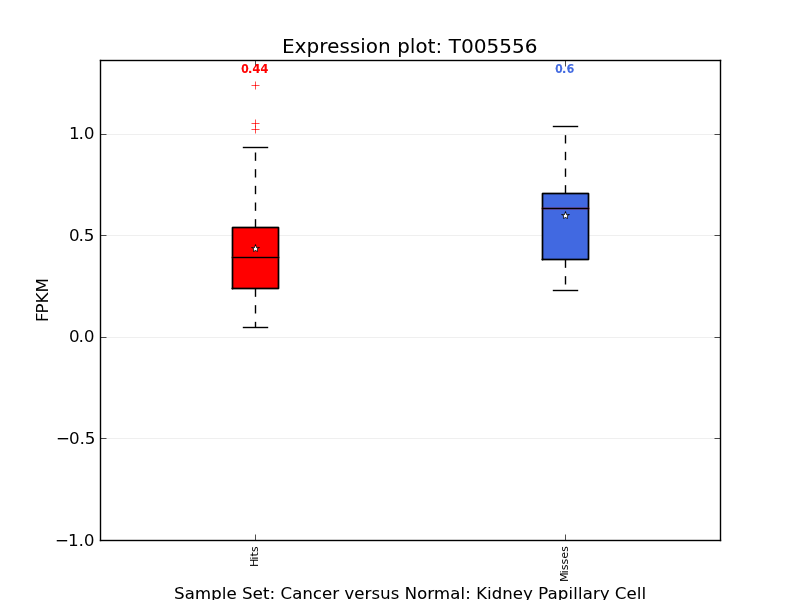 Expression plot: T005556
0.44
0.6
1.0
0.5
0.0
−0.5
−1.0
FPKM
Hits
Misses
Sample Set: Cancer versus Normal: Kidney Papillary Cell